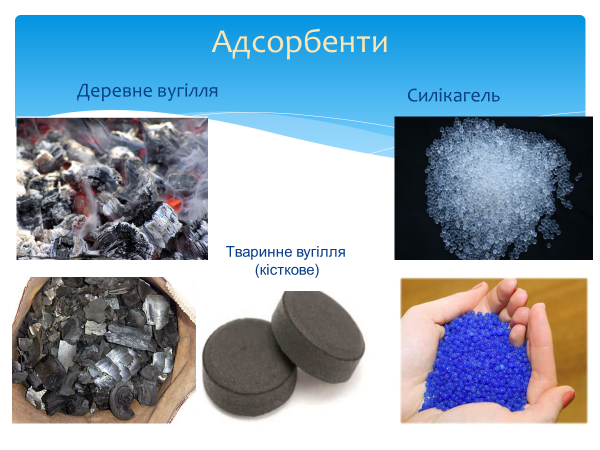 Адсорбенти
Деревне вугілля
Силікагель
Тваринне вугілля
(кісткове)